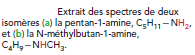 Extrait des spectres de deux
isomères (a) la pentan-1-amine, C₅H₁₁ – NH₂,
et (b) la N-méthylbutan-1-amine,
C₄H₉ – NHCH₃.